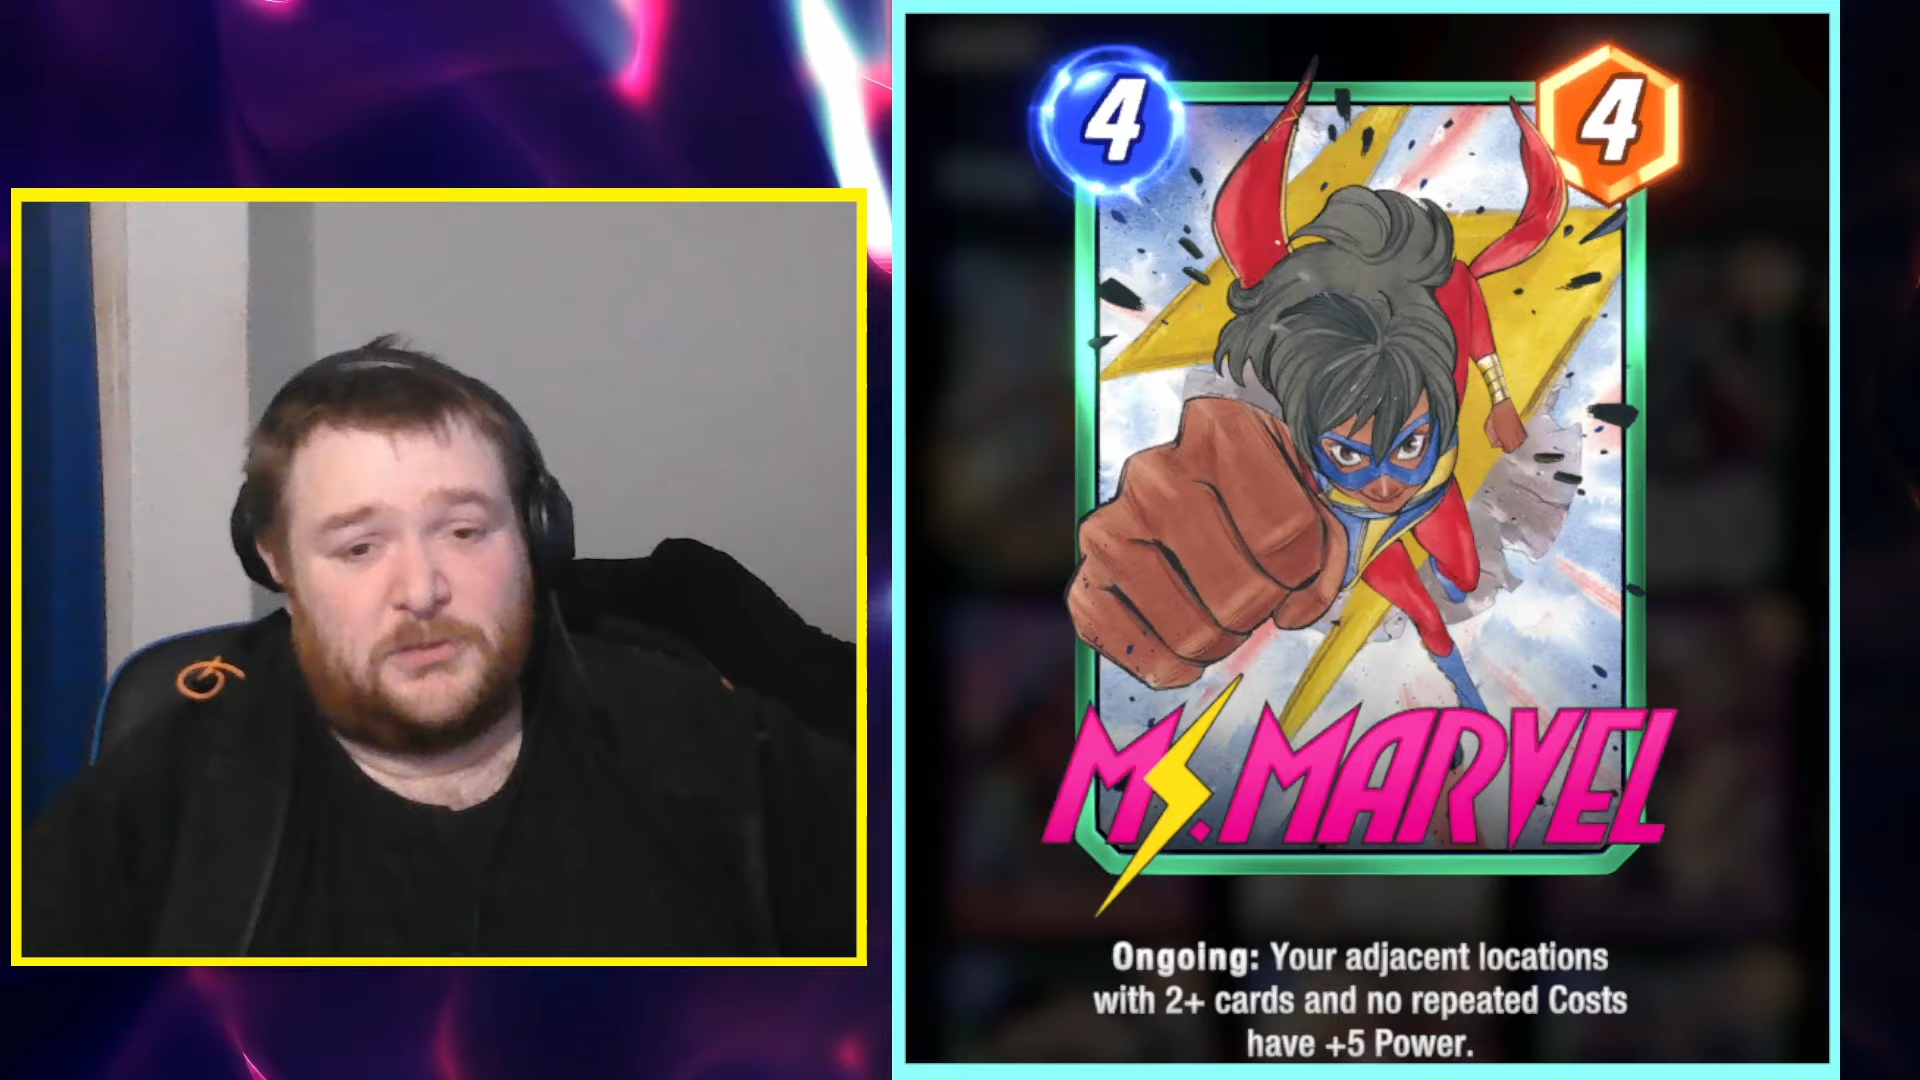 4
4
Ms. MARVEL
Ongoing: Your adjacent locations
with 2+ cards and no repeated Costs
have +5 Power.